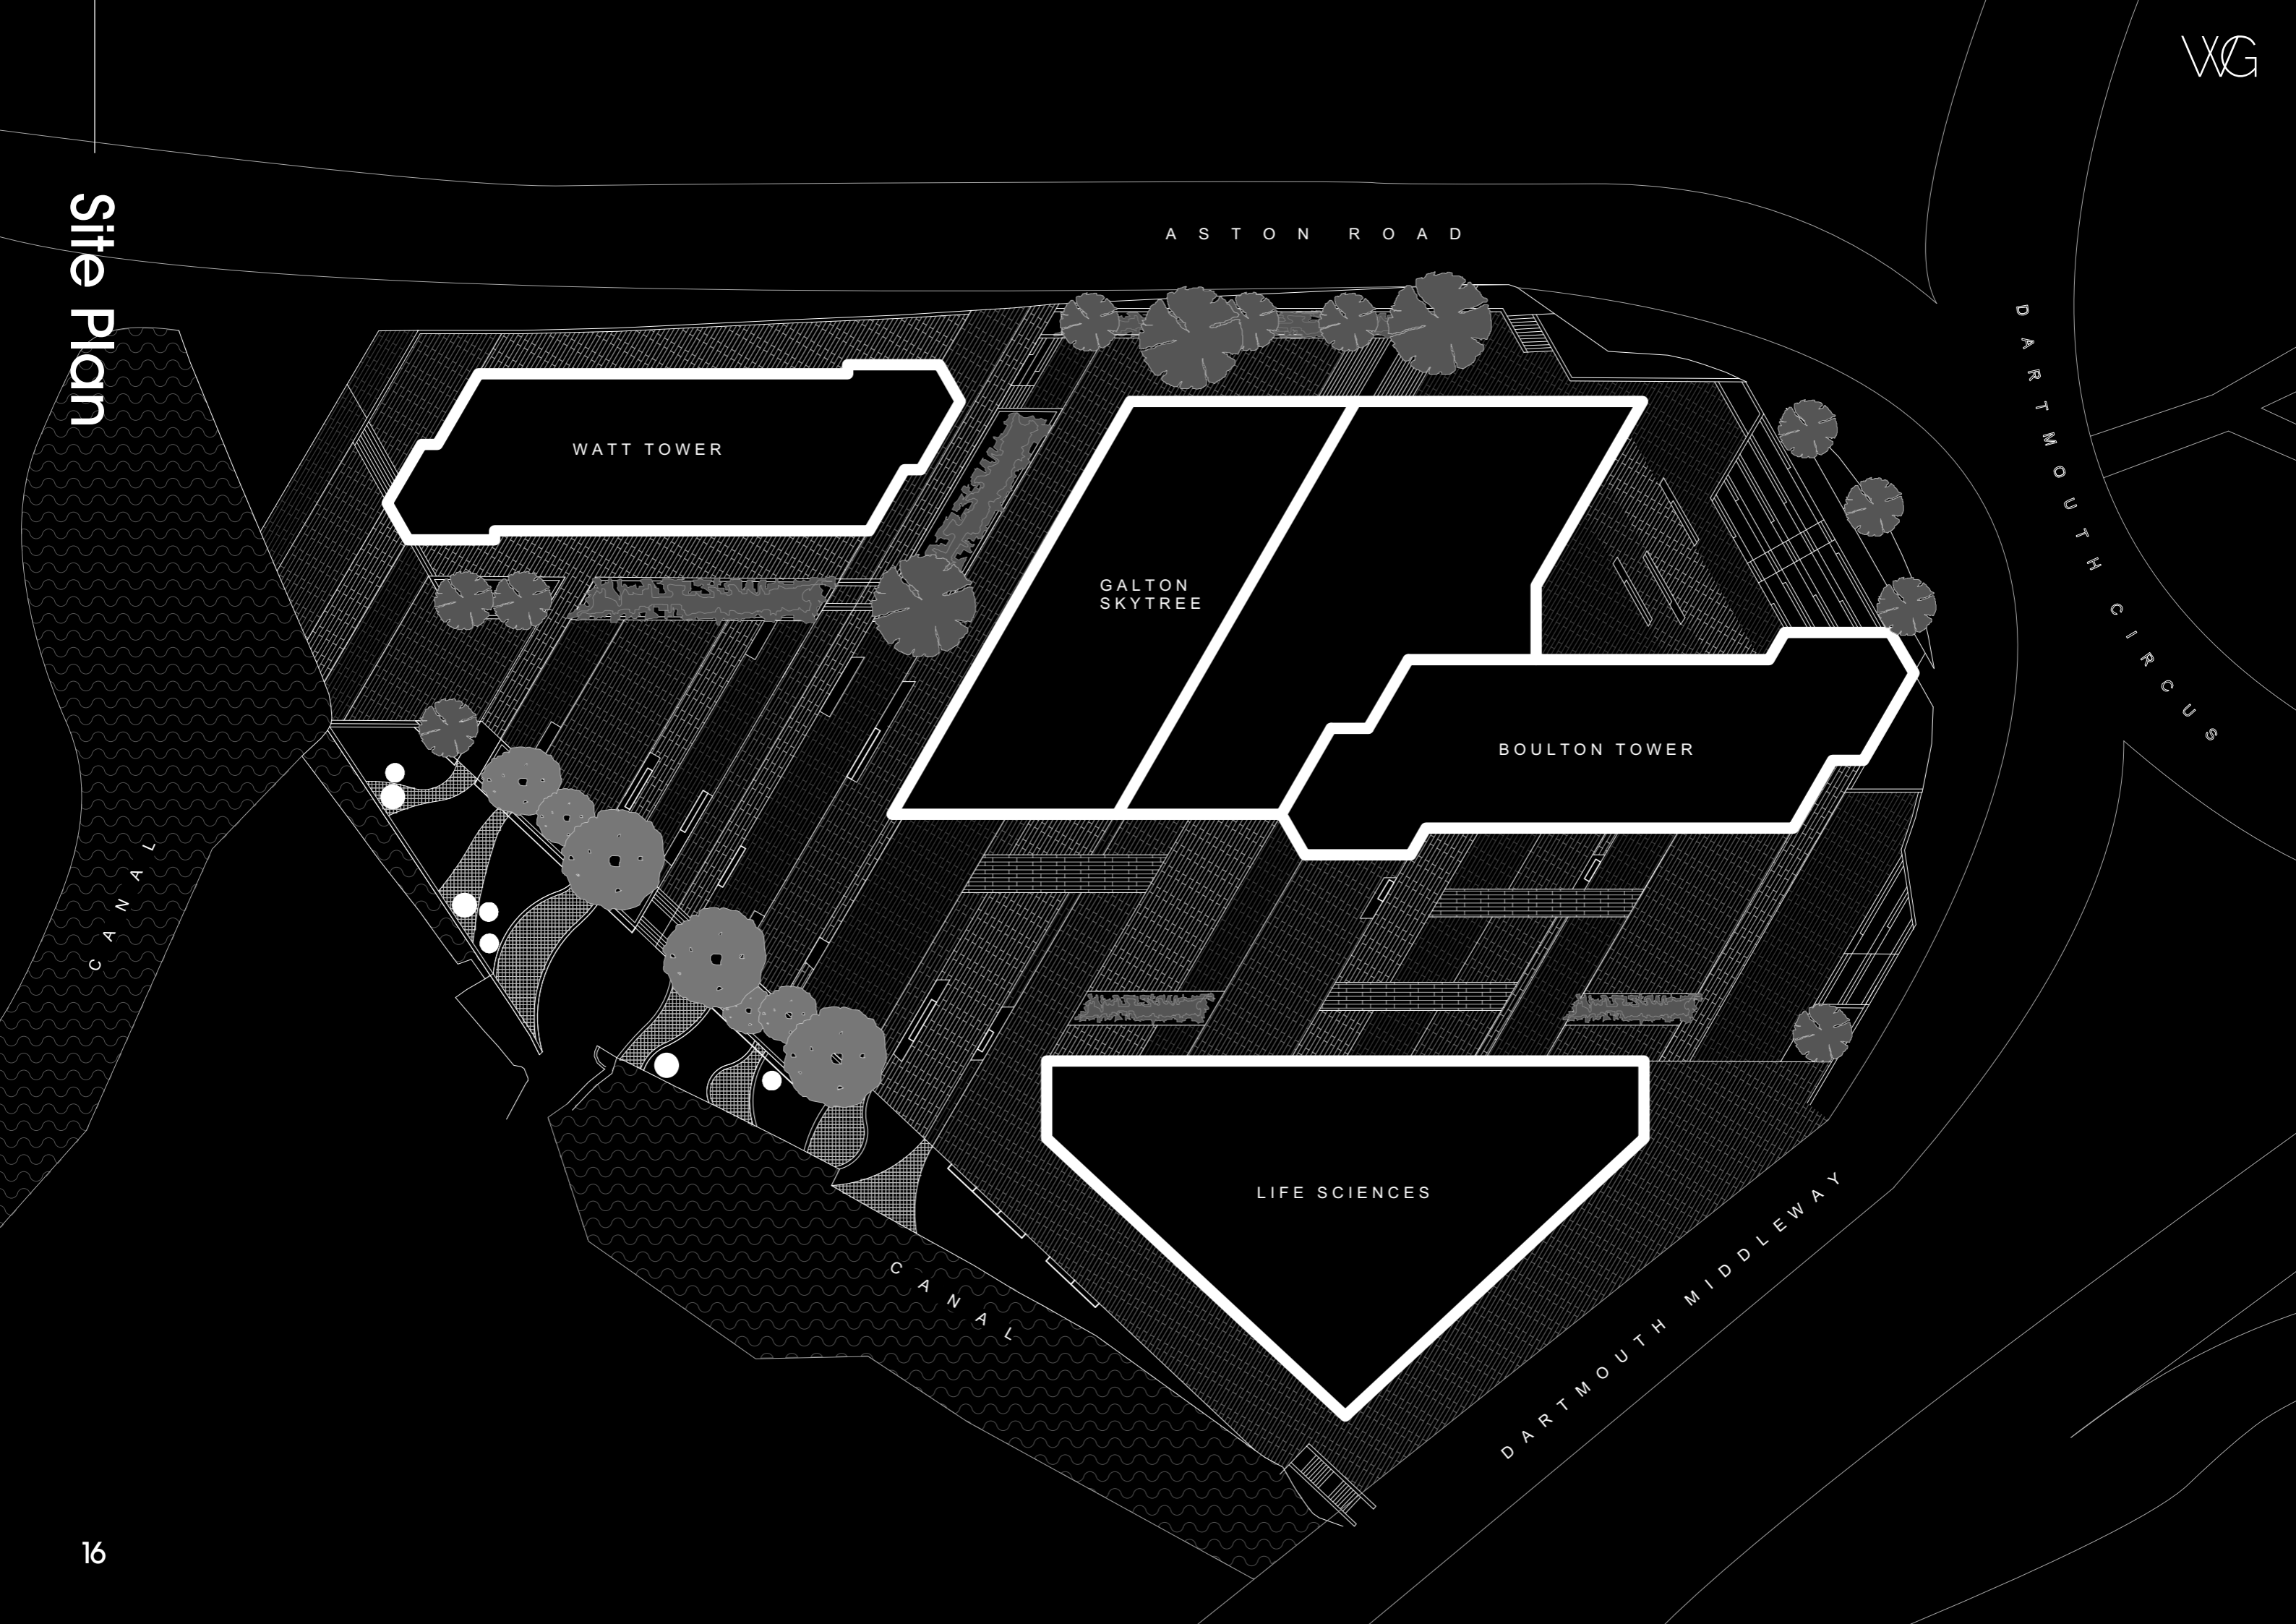 WG
Site Plan
ASTON ROAD
DARTMOUTH CIRCUS
WATT TOWER
GALTON
SKYTREE
BOULTON TOWER
CANAL
LIFE SCIENCES
CANAL
DARTMOUTH MIDDLEWAY
16